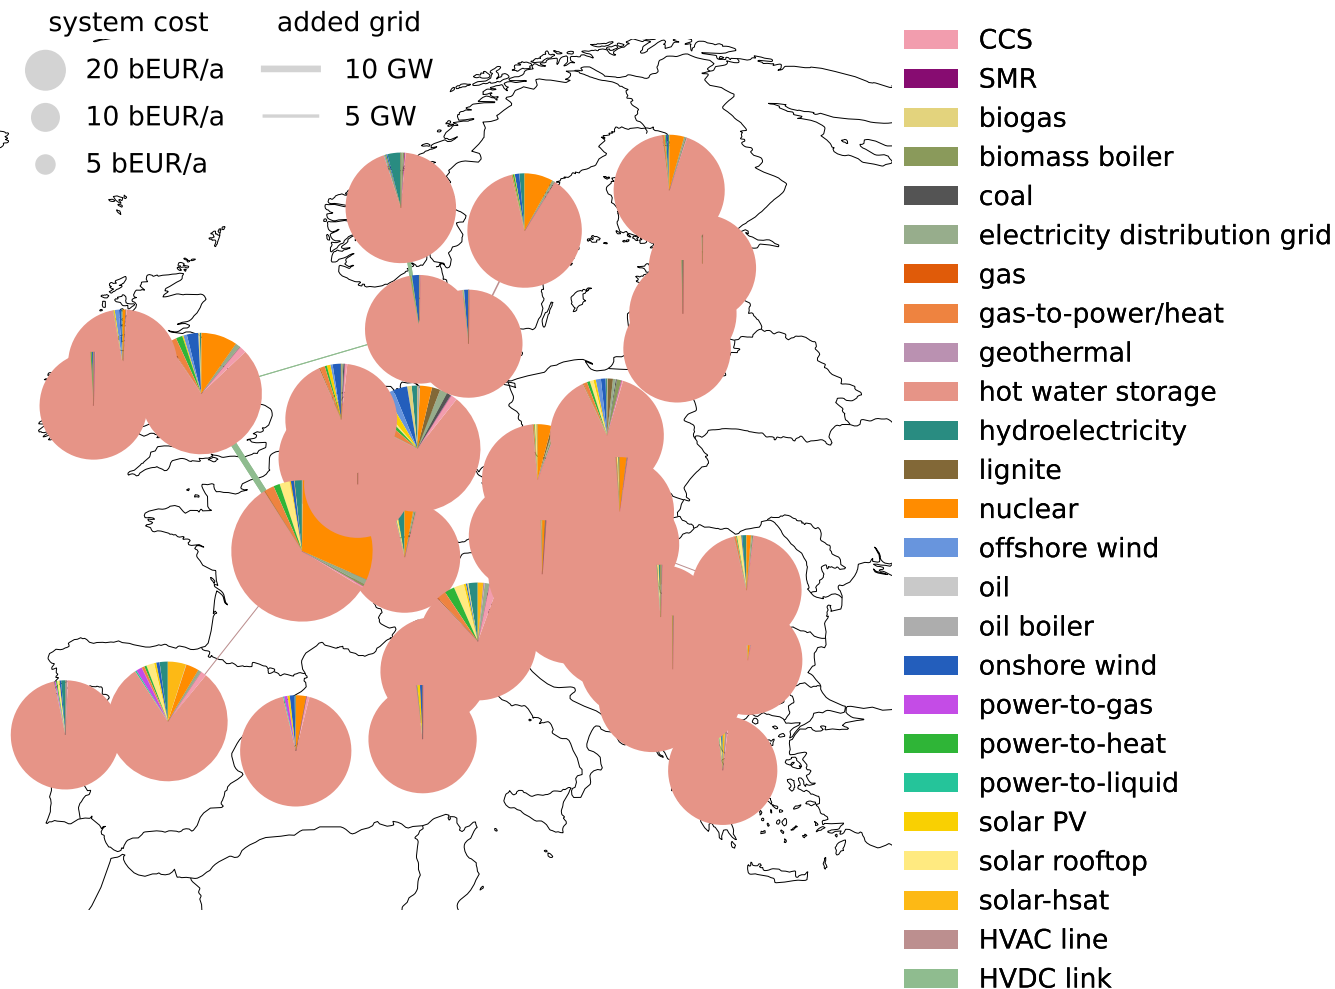 system cost
20 bEUR/a
10 bEUR/a
5 bEUR/a
added grid
10 GW
5 GW
CCS
SMR
biogas
biomass boiler
coal
electricity distribution grid
gas
gas-to-power/heat
geothermal
hot water storage
hydroelectricity
lignite
nuclear
offshore wind
oil
oil boiler
onshore wind
power-to-gas
power-to-heat
power-to-liquid
solar PV
solar rooftop
solar-hsat
HVAC line
HVDC link